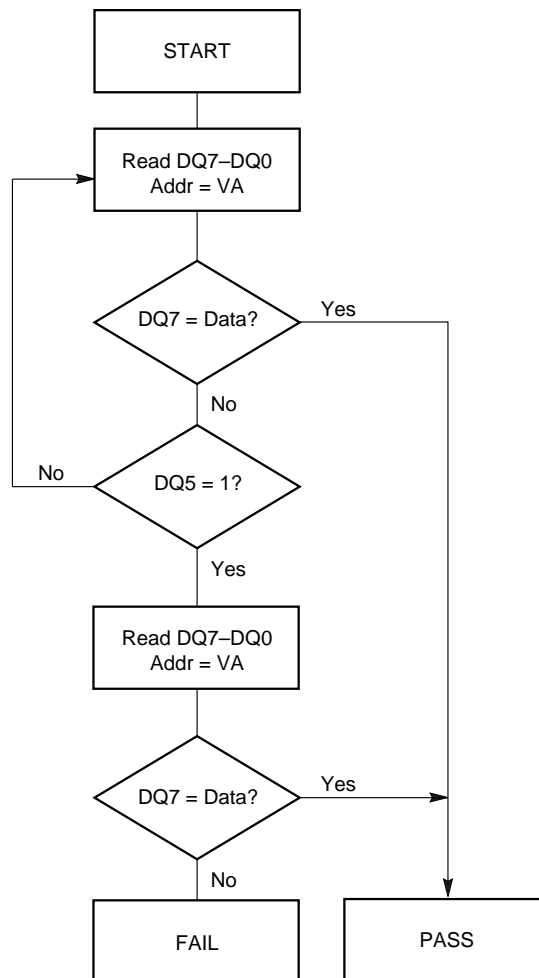 START
Read DQ7–DQ0
Addr = VA
DQ7 = Data?
Yes
No
No
DQ5 = 1?
Yes
Read DQ7–DQ0
Addr = VA
DQ7 = Data?
Yes
No
FAIL
PASS